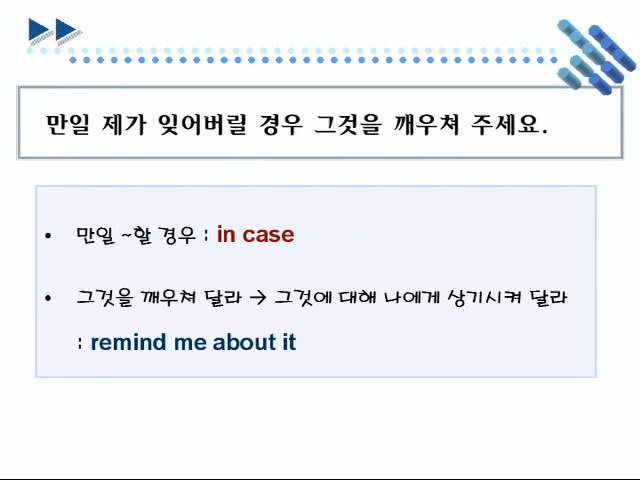 만일 제가 잊어버릴 경우 그것을 깨우쳐 주세요.
• 만일 ~할 경우 : in case
• 그것을 깨우쳐 달라 → 그것에 대해 나에게 상기시켜 달라
: remind me about it